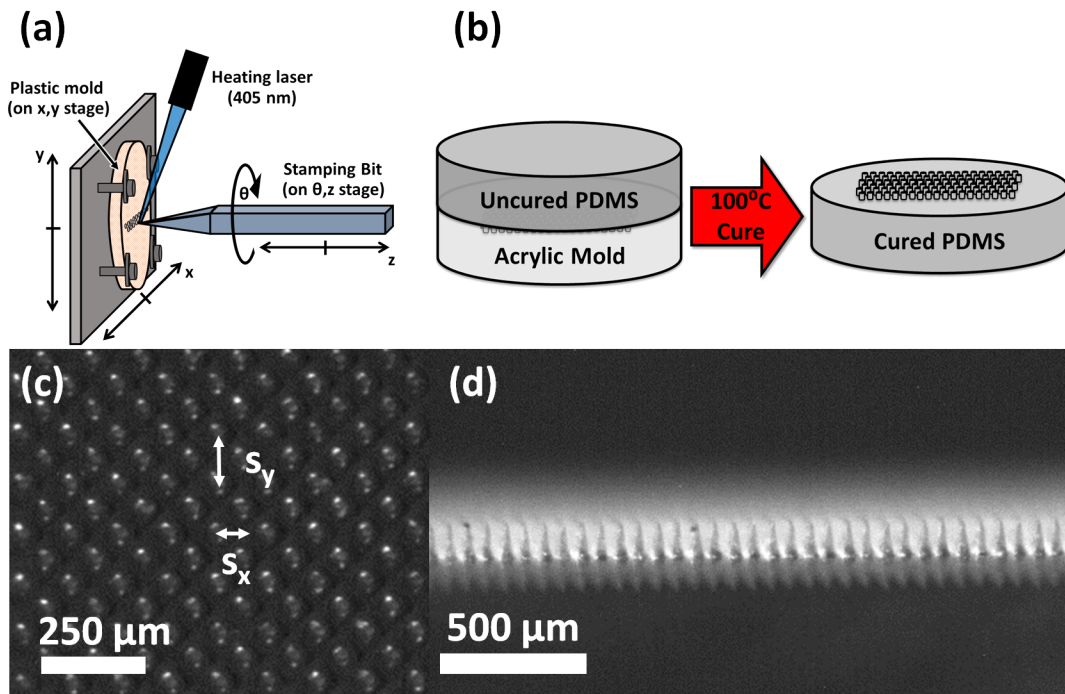 (a)
Plastic mold
(on x,y stage)
Heating laser
(405 nm)
y
Stamping Bit
(on θ,z stage)
θ
z
x
(b)
Uncured PDMS
Acrylic Mold
100⁰C
Cure
Cured PDMS
(c)
Sy
Sx
250 μm
(d)
500 μm